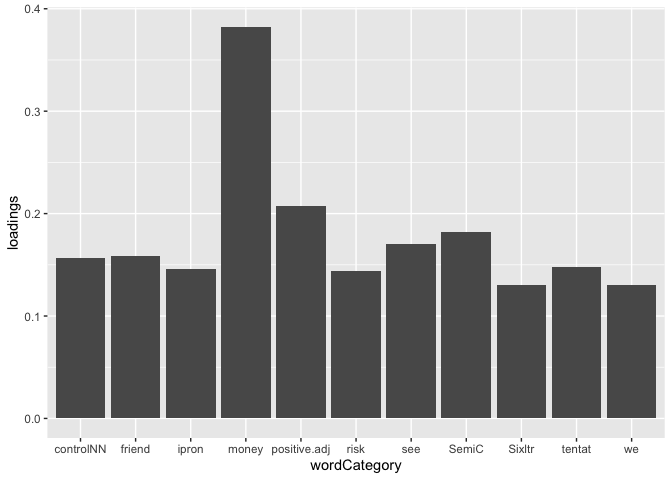 0.4
0.3
loadings
0.2
0.1
0.0
controlNN friend ipron money positive.adj risk see SemiC Sixltr tentat we
wordCategory